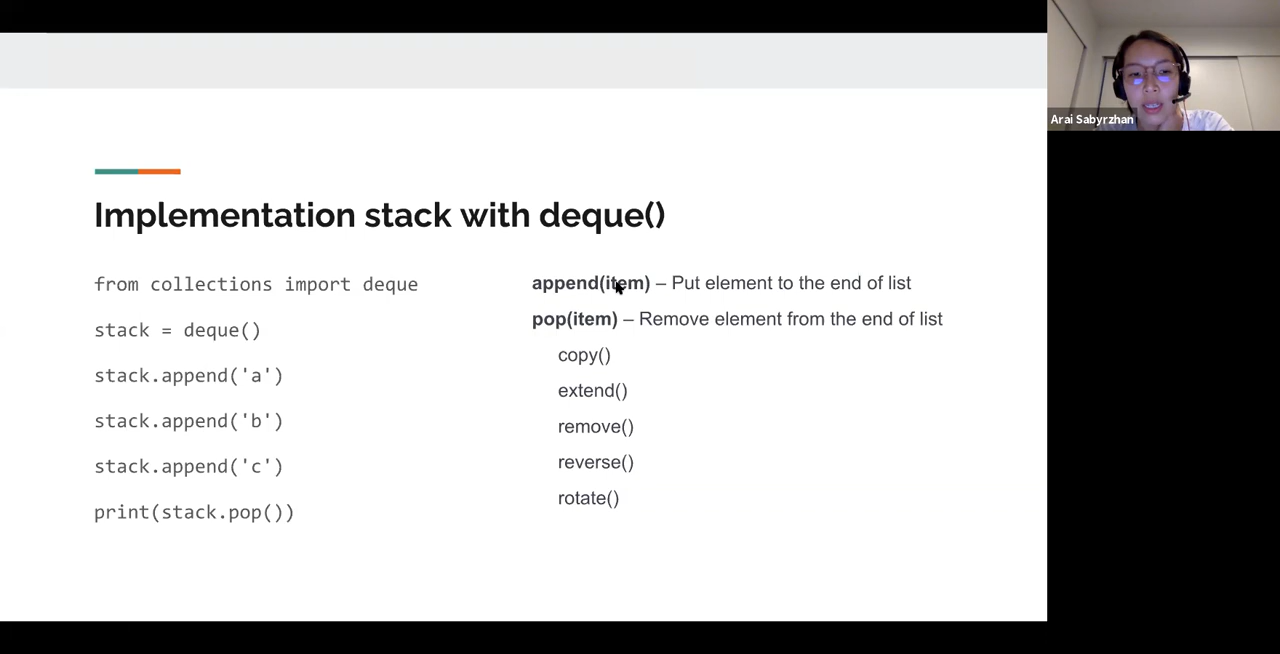 Arai Sabyrzhan
Implementation stack with deque()
from collections import deque
stack = deque()
stack.append('a')
stack.append('b')
stack.append('c')
print(stack.pop())
append(item) – Put element to the end of list
pop(item) – Remove element from the end of list
copy()
extend()
remove()
reverse()
rotate()